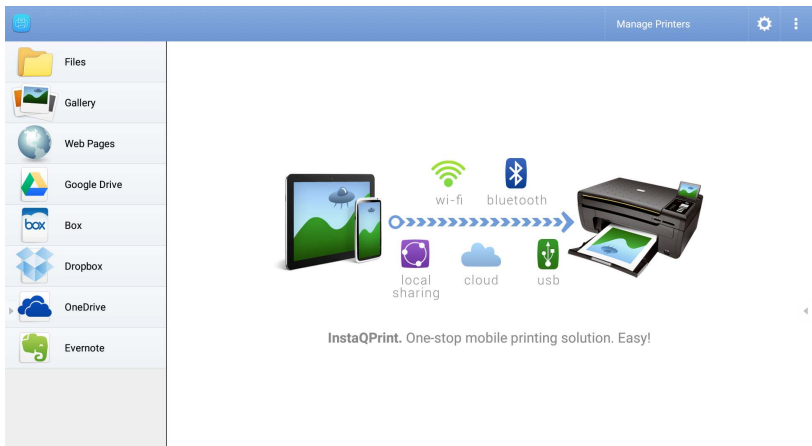 Manage Printers
Files
Gallery
Web Pages
Google Drive
box
Box
Dropbox
OneDrive
Evernote
wi-fi
bluetooth
local
sharing
cloud
usb
InstaQPrint. One-stop mobile printing solution. Easy!